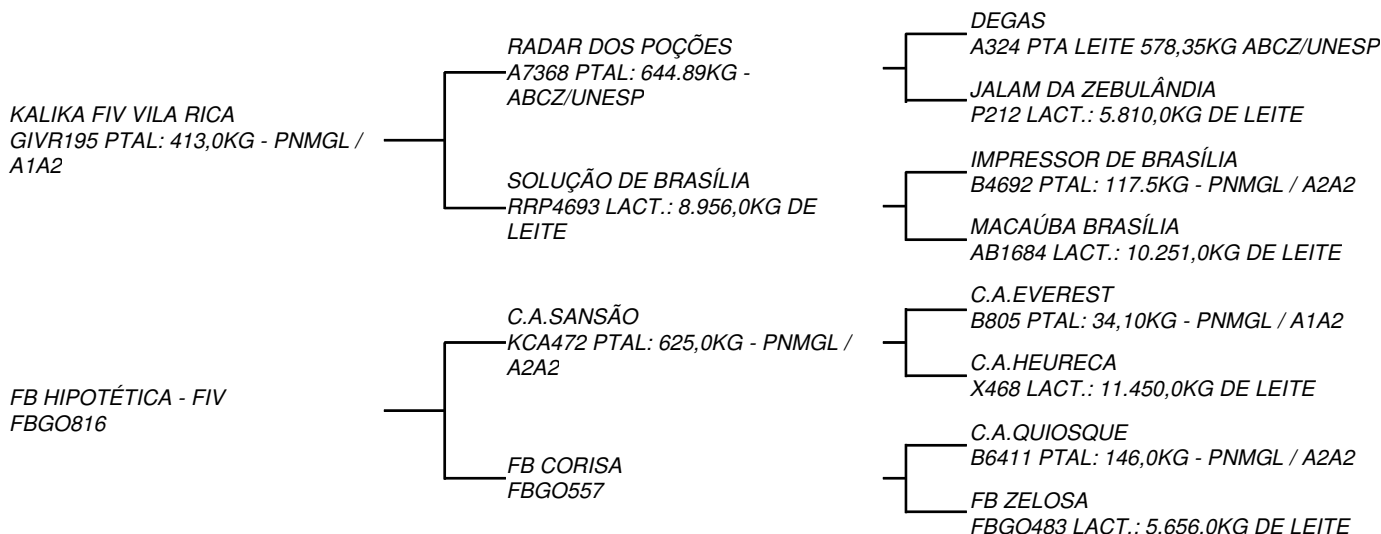 KALIKA FIV VILA RICA
GIVR195 PTAL: 413,0KG - PNMGL /
A1A2
FB HIPOTÉTICA - FIV
FBGO816
RADAR DOS POÇÕES
A7368 PTAL: 644.89KG -
ABCZ/UNESP
SOLUÇÃO DE BRASÍLIA
RRP4693 LACT.: 8.956,0KG DE
LEITE
C.A.SANSÃO
KCA472 PTAL: 625,0KG - PNMGL /
A2A2
FB CORISA
FBGO557
DEGAS
A324 PTA LEITE 578,35KG ABCZ/UNESP
JALAM DA ZEBULÂNDIA
P212 LACT.: 5.810,0KG DE LEITE
IMPRESSOR DE BRASÍLIA
B4692 PTAL: 117.5KG - PNMGL / A2A2
MACAÚBA BRASÍLIA
AB1684 LACT.: 10.251,0KG DE LEITE
C.A.EVEREST
B805 PTAL: 34,10KG - PNMGL / A1A2
C.A.HEURECA
X468 LACT.: 11.450,0KG DE LEITE
C.A.QUIOSQUE
B6411 PTAL: 146,0KG - PNMGL / A2A2
FB ZELOSA
FBGO483 LACT.: 5.656,0KG DE LEITE